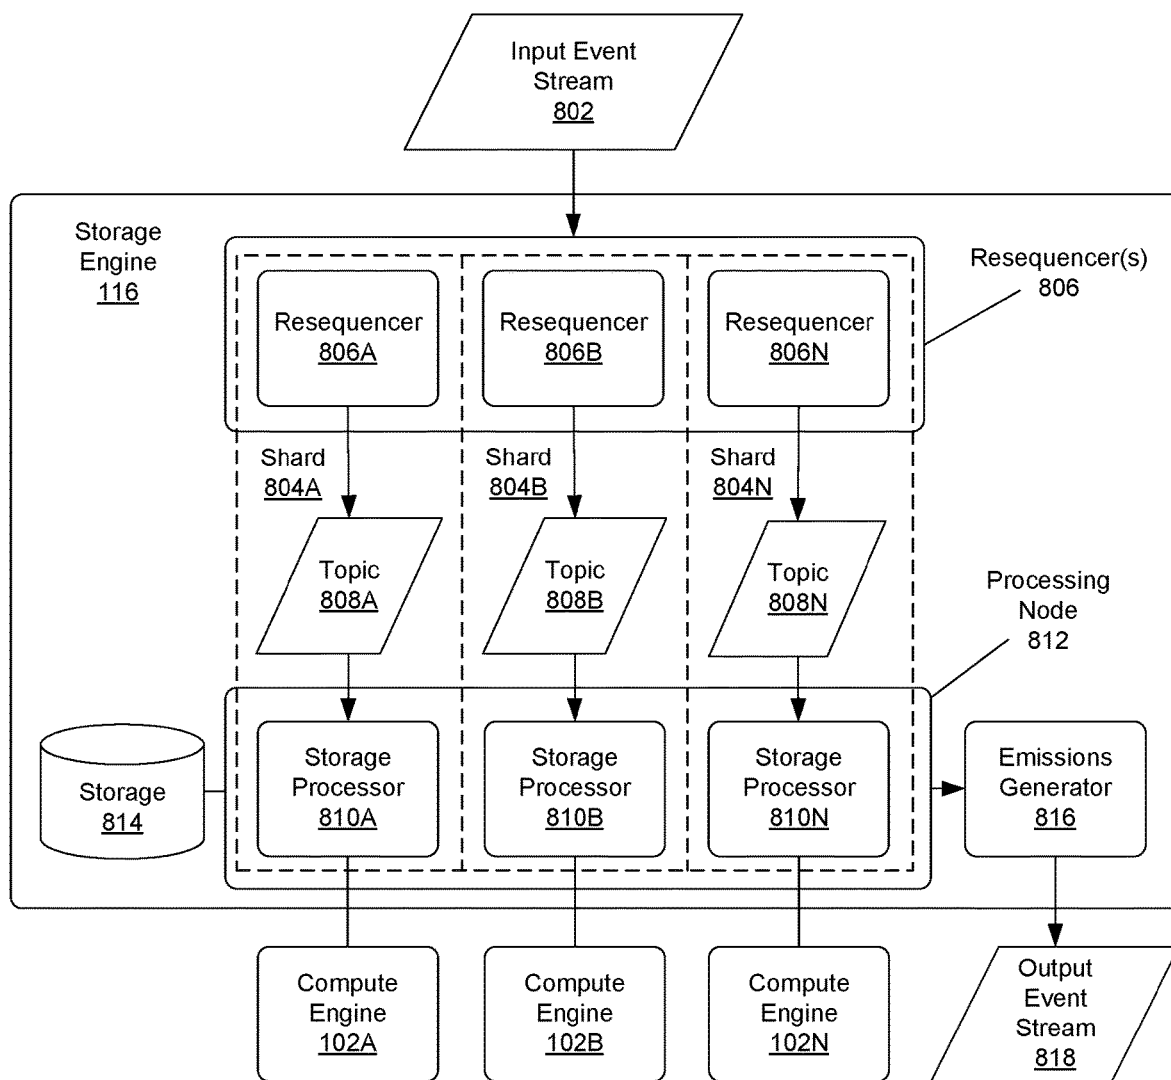 Input Event
Stream
802
Storage
Engine
116
Resequencer(s)
806
Resequencer
806A
Resequencer
806B
Resequencer
806N
Shard
804A
Shard
804B
Shard
804N
Topic
808A
Topic
808B
Topic
808N
Processing
Node
812
Storage
814
Storage
Processor
810A
Storage
Processor
810B
Storage
Processor
810N
Emissions
Generator
816
Compute
Engine
102A
Compute
Engine
102B
Compute
Engine
102N
Output
Event
Stream
818